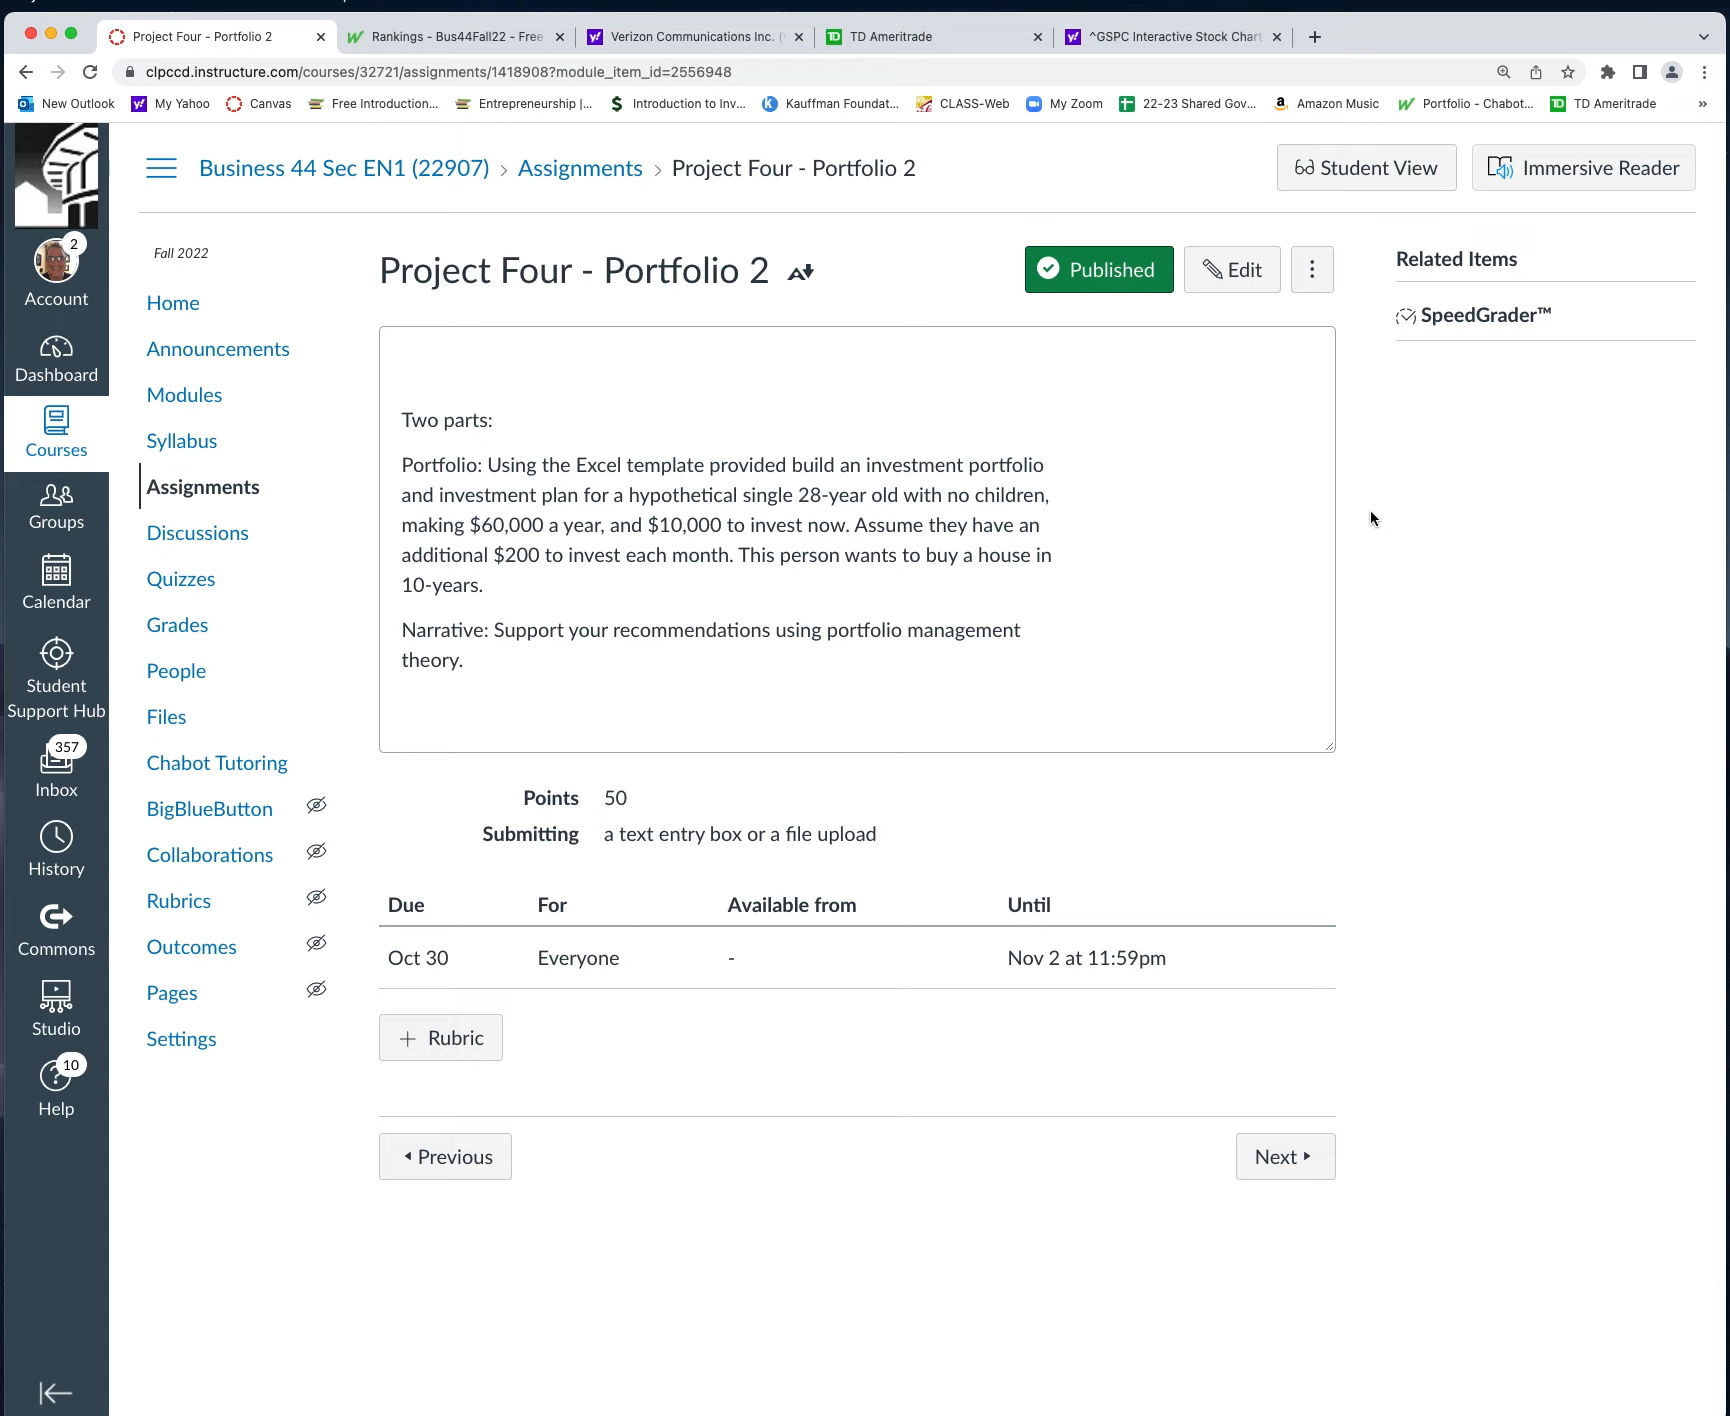 Project Four - Portfolio 2
Rankings - Bus44Fall22 - Free
Verizon Communications Inc. (
TD Ameritrade
^GSPC Interactive Stock Chart
clpccd.instructure.com/courses/32721/assignments/1418908?module_item_id=2556948
New Outlook
My Yahoo
Canvas
Free Introduction...
Entrepreneurship |...
Introduction to Inv...
Kauffman Foundat...
CLASS-Web
My Zoom
22-23 Shared Gov...
Amazon Music
Portfolio - Chabot...
TD Ameritrade
»
2
Account
Dashboard
Courses
Groups
Calendar
Student
Support Hub
357
Inbox
History
Commons
Studio
10
Help
Business 44 Sec EN1 (22907) › Assignments › Project Four - Portfolio 2
Student View
Immersive Reader
Fall 2022
Home
Announcements
Modules
Syllabus
Assignments
Discussions
Quizzes
Grades
People
Files
Chabot Tutoring
BigBlueButton
Collaborations
Rubrics
Outcomes
Pages
Settings
Project Four - Portfolio 2
Published
Edit
Two parts:
Portfolio: Using the Excel template provided build an investment portfolio
and investment plan for a hypothetical single 28-year old with no children,
making $60,000 a year, and $10,000 to invest now. Assume they have an
additional $200 to invest each month. This person wants to buy a house in
10-years.
Narrative: Support your recommendations using portfolio management
theory.
Points 50
Submitting a text entry box or a file upload
Due For Available from Until
Oct 30 Everyone - Nov 2 at 11:59pm
+ Rubric
Previous
Next
Related Items
SpeedGrader™